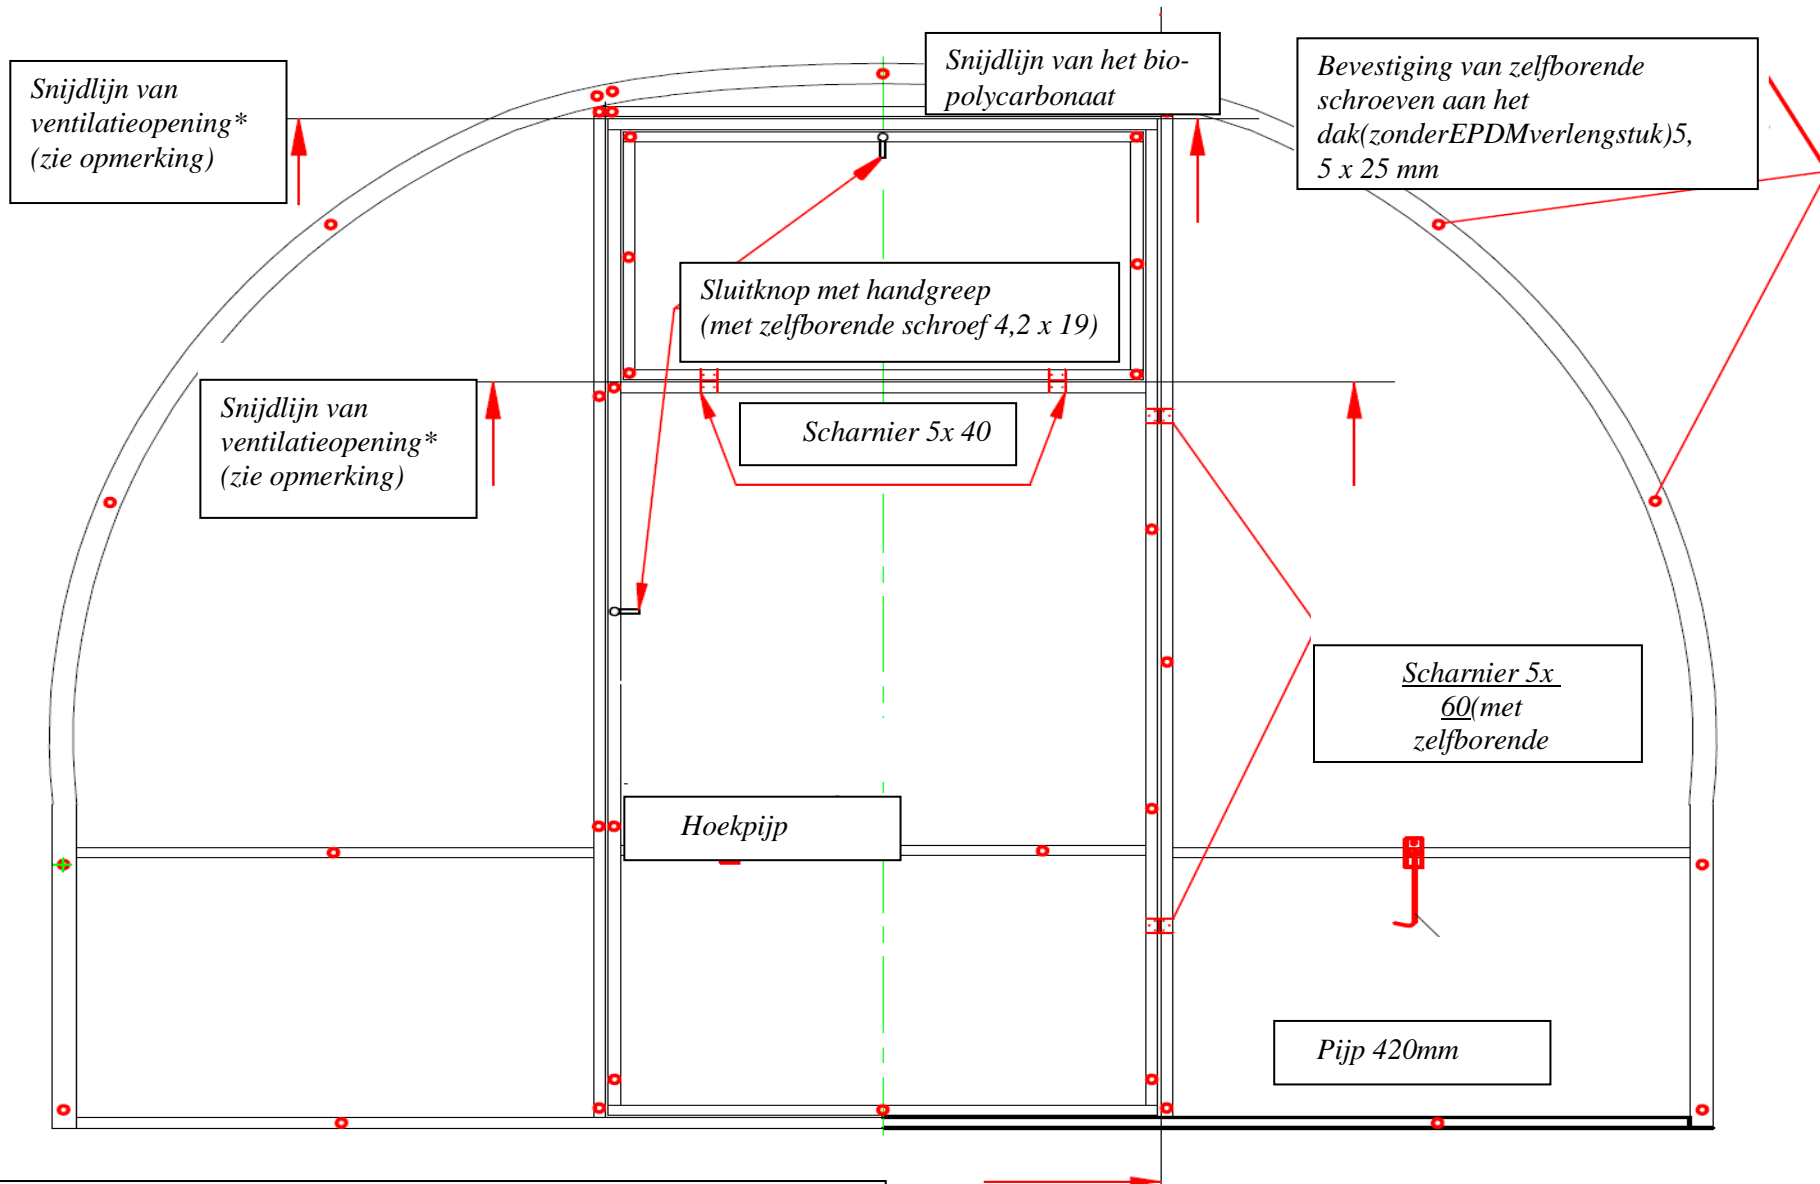 Snijdlijn van
ventilatieopening*
(zie opmerking)
Snijdlijn van het bio-
polycarbonaat
Bevestiging van zelfborende
schroeven aan het
dak(zonderEPDMverlengstuk)5,
5 x 25 mm
Sluitknop met handgreep
(met zelfborende schroef 4,2 x 19)
Snijdlijn van
ventilatieopening*
(zie opmerking)
Scharnier 5x 40
Scharnier 5x
60(met
zelfborende
Hoekpijp
Pijp 420mm